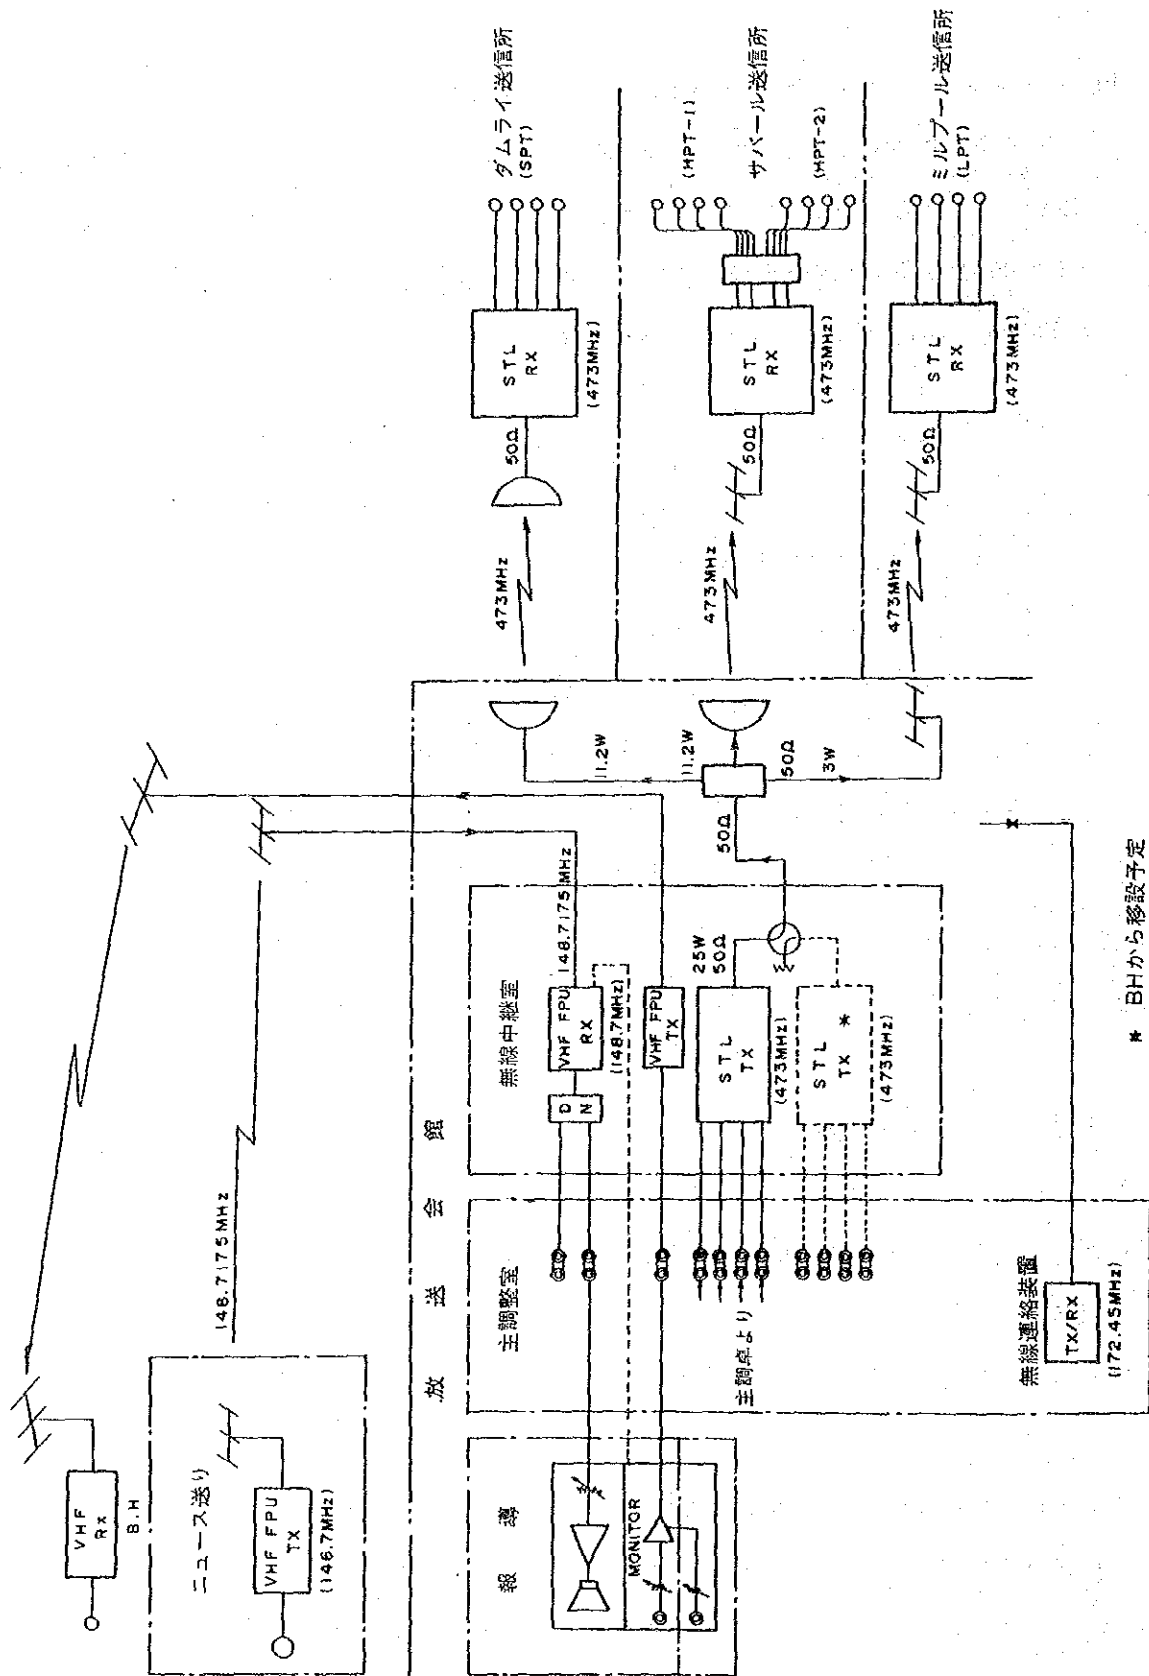 VHF
Rx
B.H
ニュース送り
VHF FPU
TX
(146.7MHz)
148.7175MHz
放送会館
報導
MONITOR
主調整室
主調卓より
無線連絡装置
TX/RX
(172.45MHz)
無線中継室
D
N
VHF FPU
RX
(148.7MHz)
148.7175MHz
VHF FPU
TX
STL
TX
(473MHz)
25W
50Ω
STL
TX *
(473MHz)
50Ω
11.2W
11.2W
50Ω
3W
473MHz
50Ω
STL
RX
(473MHz)
ダムライ送信所
(SPT)
473MHz
50Ω
STL
RX
(473MHz)
(MPT-1)
サバール送信所
(MPT-2)
473MHz
50Ω
STL
RX
(473MHz)
ミルプール送信所
(LPT)
* BHから移設予定